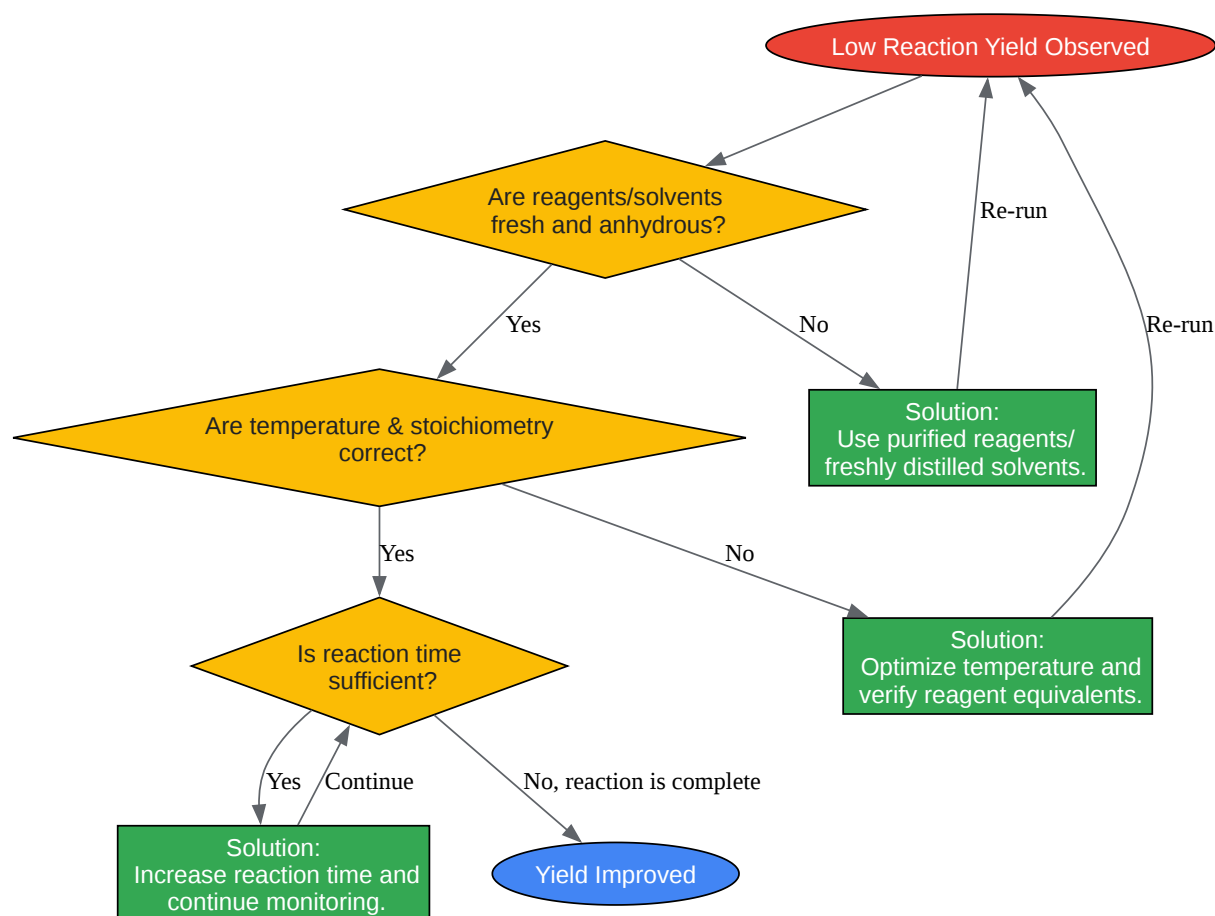 Low Reaction Yield Observed
Are reagents/solvents
fresh and anhydrous?
Re-run
Yes
No
Re-run
Are temperature & stoichiometry
correct?
Solution:
Use purified reagents/
freshly distilled solvents.
Yes
No
Is reaction time
sufficient?
Solution:
Optimize temperature and
verify reagent equivalents.
Yes
Continue
No, reaction is complete
Solution:
Increase reaction time and
continue monitoring.
Yield Improved